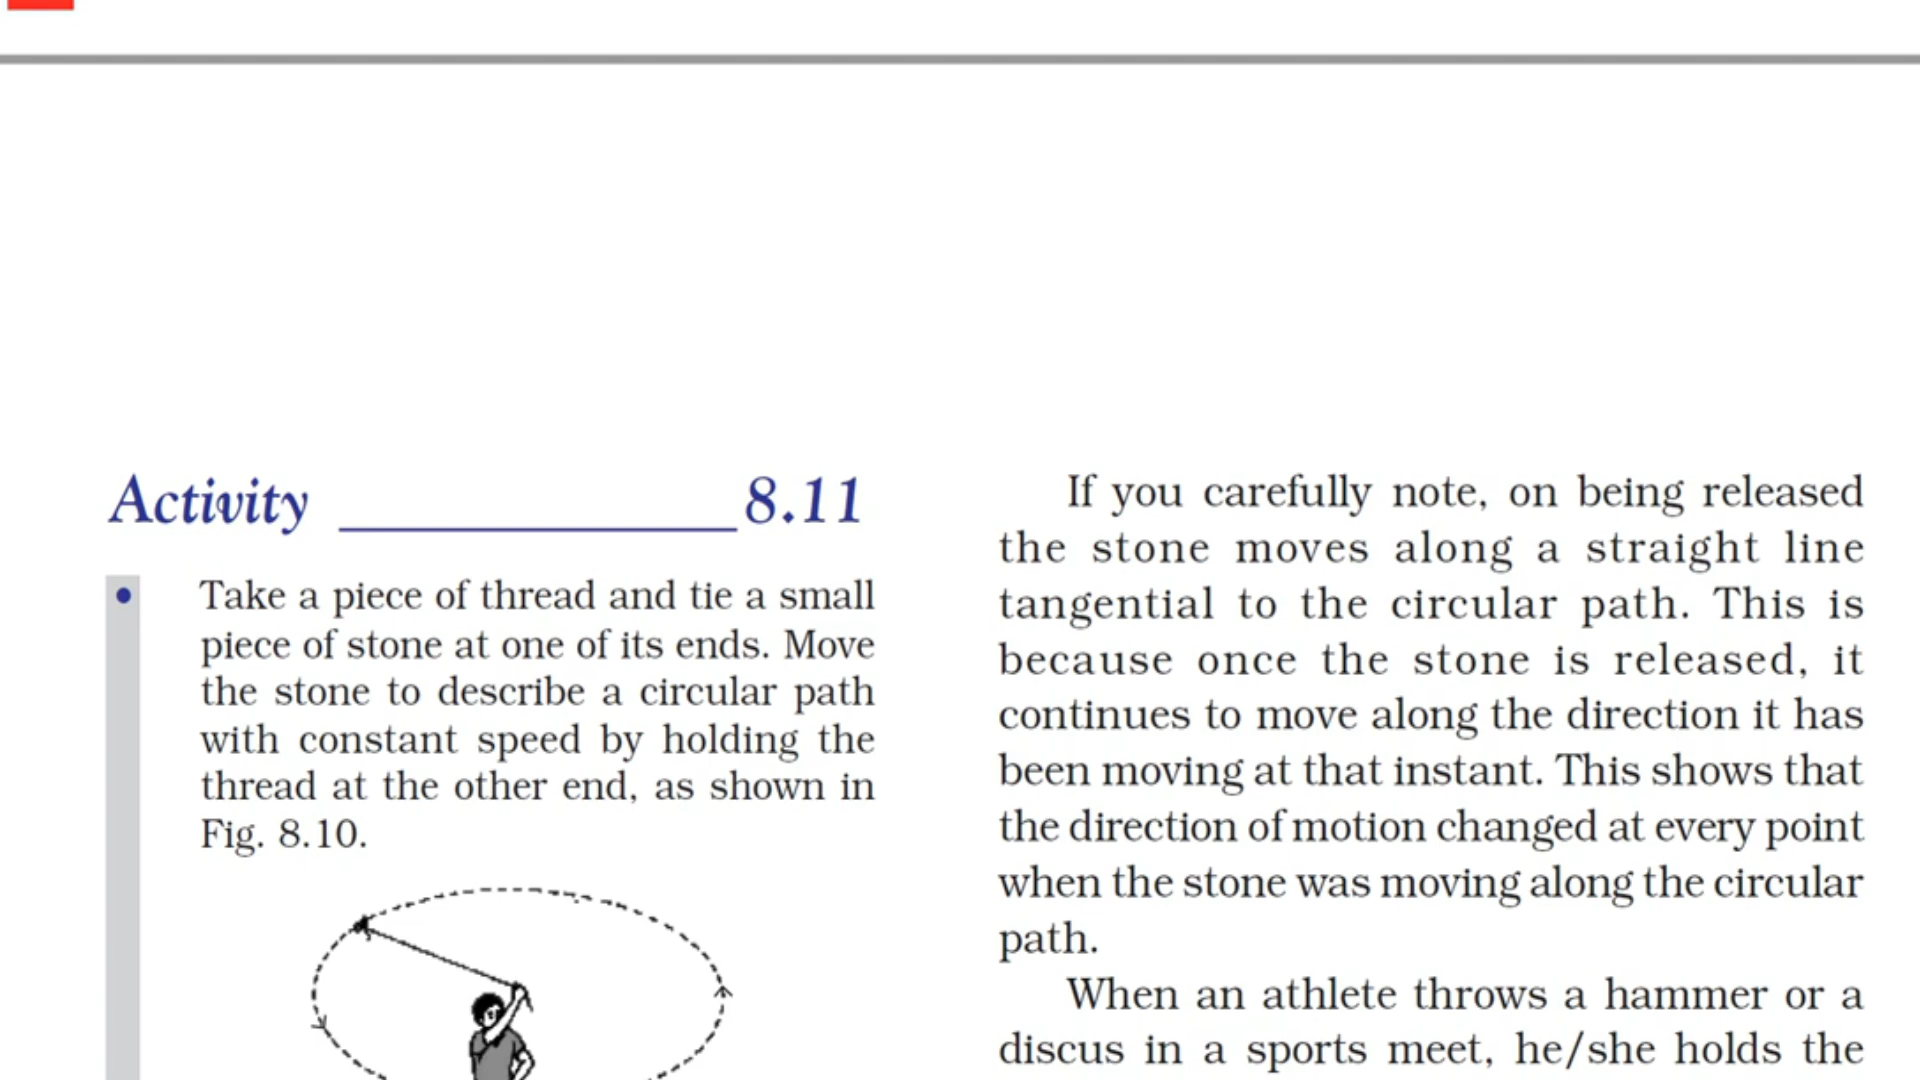 Activity ______________ 8.11
• Take a piece of thread and tie a small
piece of stone at one of its ends. Move
the stone to describe a circular path
with constant speed by holding the
thread at the other end, as shown in
Fig. 8.10.
If you carefully note, on being released
the stone moves along a straight line
tangential to the circular path. This is
because once the stone is released, it
continues to move along the direction it has
been moving at that instant. This shows that
the direction of motion changed at every point
when the stone was moving along the circular
path.
When an athlete throws a hammer or a
discus in a sports meet, he/she holds the